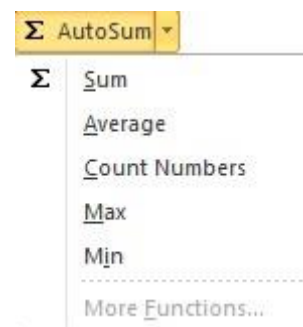 Σ AutoSum
Σ Sum
Average
Count Numbers
Max
Min
More Functions...